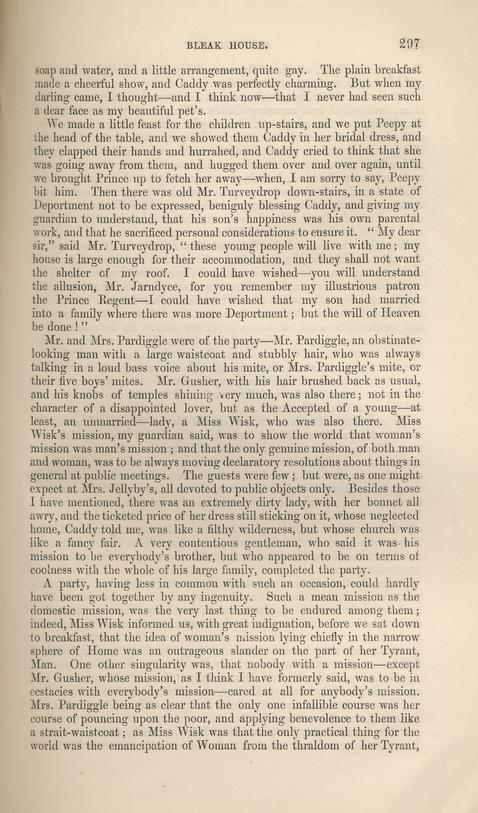 BLEAK HOUSE. 297
soap and water, and a little arrangement, quite gay. The plain breakfast
made a cheerful show, and Caddy was perfectly charming. But when my
darling came, I thought—and I think now—that I never had seen such
a dear face as my beautiful pet's.
We made a little feast for the children up-stairs, and we put Peepy at
the head of the table, and we showed them Caddy in her bridal dress, and
they clapped their hands and hurrahed, and Caddy cried to think that she
was going away from them, and hugged them over and over again, until
we brought Prince up to fetch her away—when, I am sorry to say, Peepy
bit him. Then there was old Mr. Turveydrop down-stairs, in a state of
Deportment not to be expressed, benignly blessing Caddy, and giving my
guardian to understand, that his son's happiness was his own parental
work, and that he sacrificed personal considerations to ensure it. “ My dear
sir,” said Mr. Turveydrop, “ these young people will live with me ; my
house is large enough for their accommodation, and they shall not want
the shelter of my roof. I could have wished—you will understand
the allusion, Mr. Jarndyce, for you remember my illustrious patron
the Prince Regent—I could have wished that my son had married
into a family where there was more Deportment ; but the will of Heaven
be done ! ”
Mr. and Mrs. Pardiggle were of the party—Mr. Pardiggle, an obstinate-
looking man with a large waistcoat and stubbly hair, who was always
talking in a loud bass voice about his mite, or Mrs. Pardiggle's mite, or
their five boys' mites. Mr. Gusher, with his hair brushed back as usual,
and his knobs of temples shining very much, was also there ; not in the
character of a disappointed lover, but as the Accepted of a young—at
least, an unmarried—lady, a Miss Wisk, who was also there. Miss
Wisk's mission, my guardian said, was to show the world that woman's
mission was man's mission ; and that the only genuine mission, of both man
and woman, was to be always moving declaratory resolutions about things in
general at public meetings. The guests were few ; but were, as one might
expect at Mrs. Jellyby's, all devoted to public objects only. Besides those
I have mentioned, there was an extremely dirty lady, with her bonnet all
awry, and the ticketed price of her dress still sticking on it, whose neglected
home, Caddy told me, was like a filthy wilderness, but whose church was
like a fancy fair. A very contentious gentleman, who said it was his
mission to be everybody's brother, but who appeared to be on terms of
coolness with the whole of his large family, completed the party.
A party, having less in common with such an occasion, could hardly
have been got together by any ingenuity. Such a mean mission as the
domestic mission, was the very last thing to be endured among them ;
indeed, Miss Wisk informed us, with great indignation, before we sat down
to breakfast, that the idea of woman's mission lying chiefly in the narrow
sphere of Home was an outrageous slander on the part of her Tyrant,
Man. One other singularity was, that nobody with a mission—except
Mr. Gusher, whose mission, as I think I have formerly said, was to be in
ecstacies with everybody's mission—cared at all for anybody's mission.
Mrs. Pardiggle being as clear that the only one infallible course was her
course of pouncing upon the poor, and applying benevolence to them like
a strait-waistcoat ; as Miss Wisk was that the only practical thing for the
world was the emancipation of Woman from the thraldom of her Tyrant,